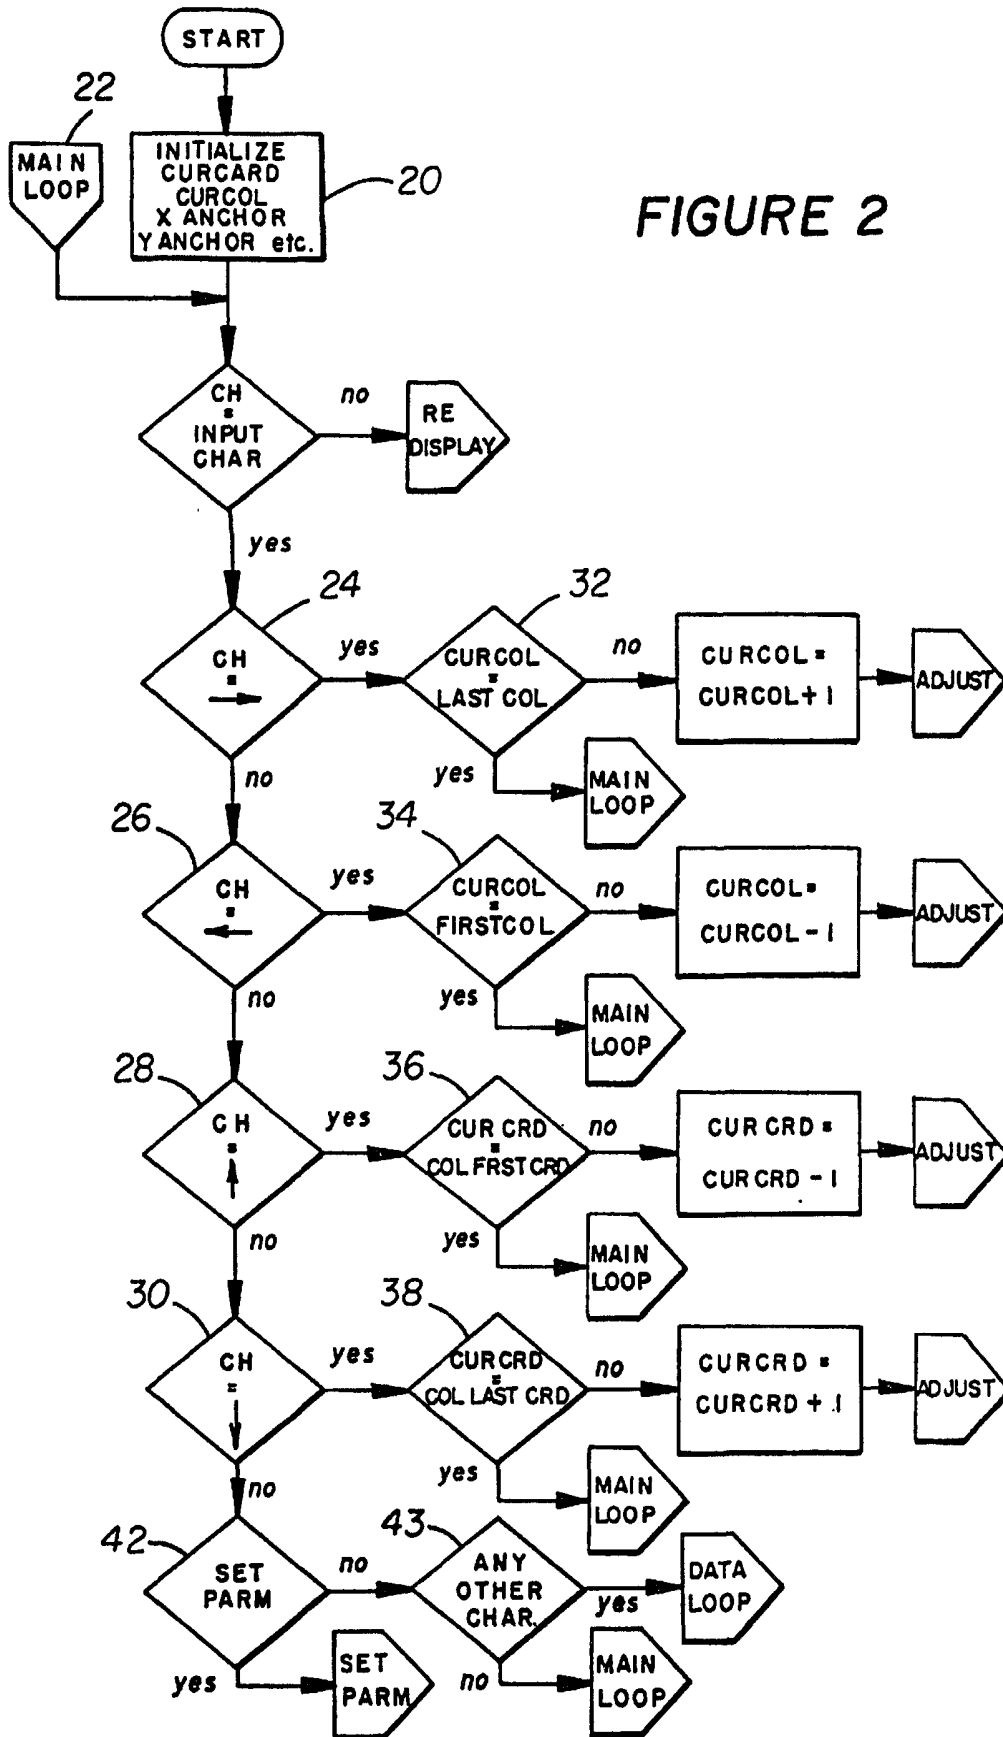 START
22
MAIN
LOOP
INITIALIZE
CURCARD
CURCOL
X ANCHOR
Y ANCHOR etc.
20
FIGURE 2
CH
=
INPUT
CHAR
no
RE
DISPLAY
yes
24
CH
=
→
yes
32
CURCOL
=
LAST COL
no
CURCOL =
CURCOL + 1
ADJUST
yes
MAIN
LOOP
no
26
CH
=
←
yes
34
CURCOL
=
FIRSTCOL
no
CURCOL =
CURCOL - 1
ADJUST
yes
MAIN
LOOP
no
28
CH
=
↑
yes
36
CUR CRD
=
COL FRST CRD
no
CUR CRD =
CUR CRD - 1
ADJUST
yes
MAIN
LOOP
no
30
CH
=
↓
yes
38
CUR CRD
=
COL LAST CRD
no
CURCRD =
CURCRD + 1
ADJUST
yes
MAIN
LOOP
no
42
SET
PARM
no
43
ANY
OTHER
CHAR.
yes
DATA
LOOP
yes
SET
PARM
no
MAIN
LOOP